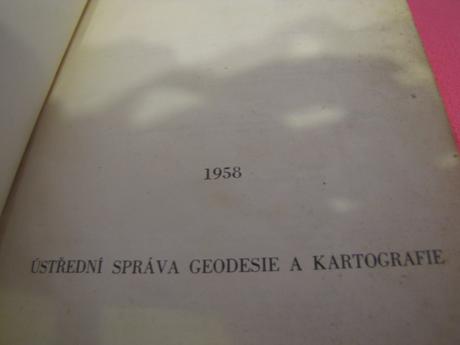 1958
ÚSTŘEDNÍ SPRÁVA GEODESIE A KARTOGRAFIE